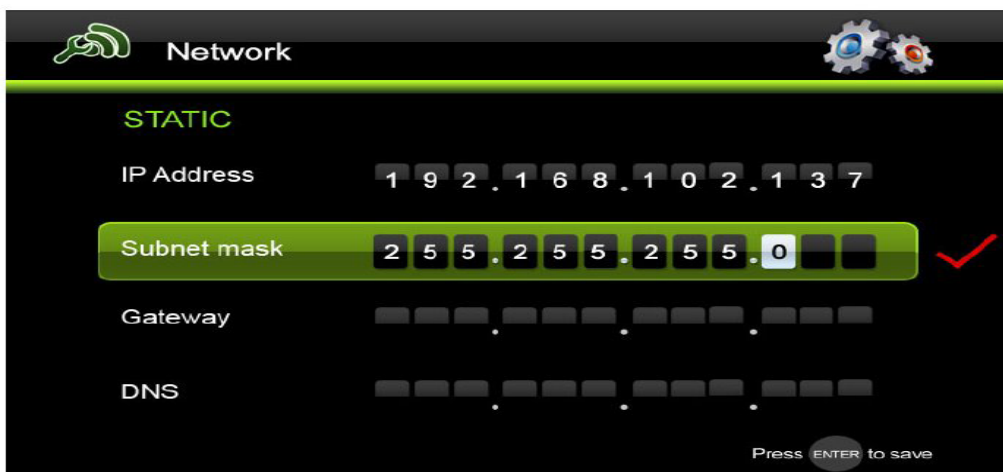 Network
STATIC
IP Address 192.168.102.137
Subnet mask 255.255.255.0
Gateway . . .
DNS . . .
Press ENTER to save